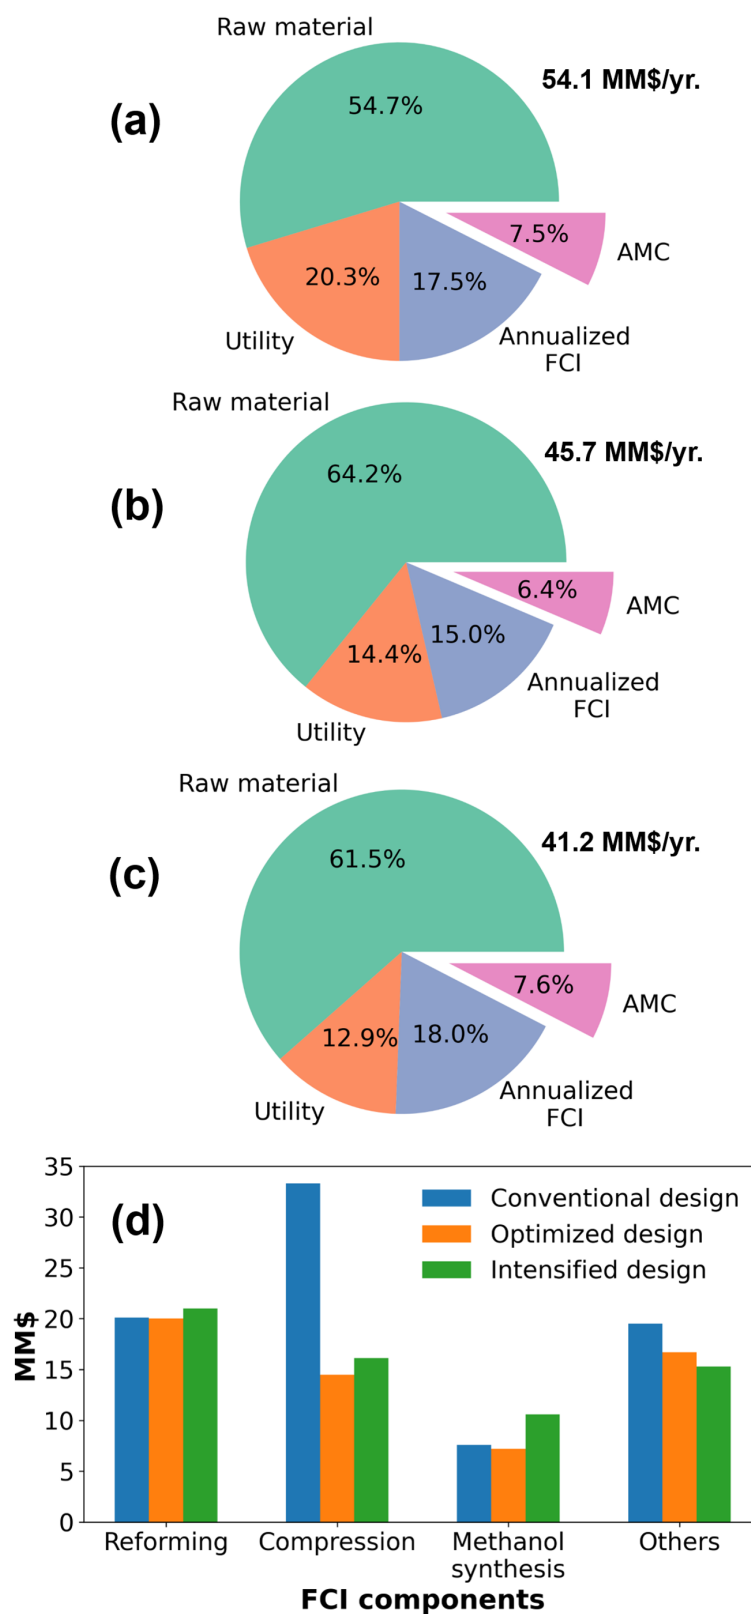 Raw material
54.1 MM$/yr.
(a)
54.7%
7.5%
AMC
20.3%
17.5%
Utility
Annualized
FCI
Raw material
45.7 MM$/yr.
(b)
64.2%
6.4%
AMC
14.4%
15.0%
Annualized
FCI
Utility
Raw material
41.2 MM$/yr.
(c)
61.5%
7.6%
AMC
12.9%
18.0%
Utility
Annualized
FCI
(d)
Conventional design
Optimized design
Intensified design
35
30
25
20
15
10
5
0
MM$
Reforming
Compression
Methanol
synthesis
Others
FCI components